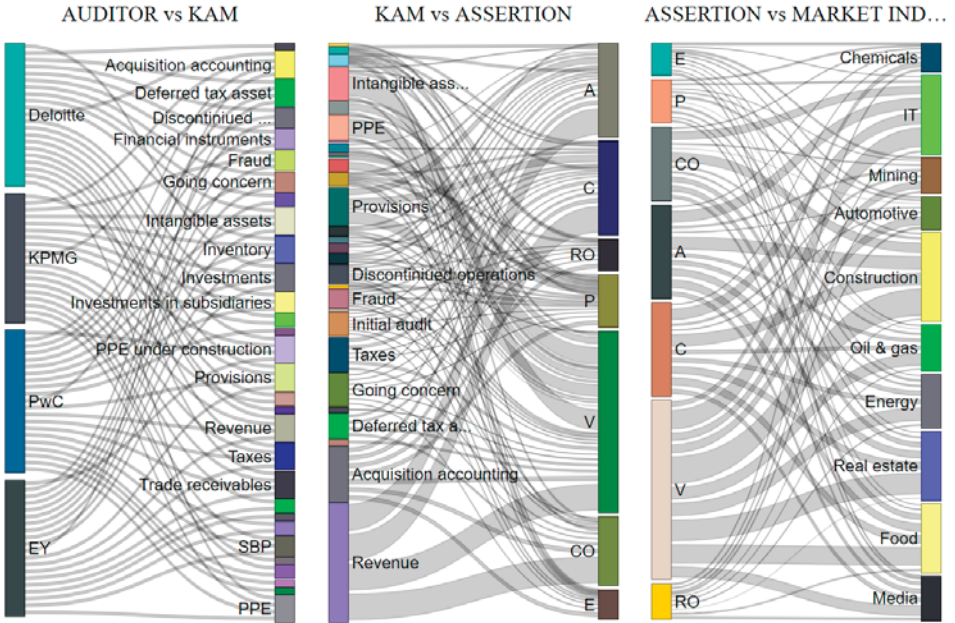 AUDITOR vs KAM
Deloitte
KPMG
PwC
EY
Acquisition accounting
Deferred tax asset
Discontiniued ...
Financial instruments
Fraud
Going concern
Intangible assets
Inventory
Investments
Investments in subsidiaries
PPE under construction
Provisions
Revenue
Taxes
Trade receivables
SBP
PPE
KAM vs ASSERTION
Intangible ass...
PPE
Provisions
Discontiniued operations
Fraud
Initial audit
Taxes
Going concern
Deferred tax a...
Acquisition accounting
Revenue
A
C
RO
P
V
CO
E
ASSERTION vs MARKET IND...
E
P
CO
A
C
V
RO
Chemicals
IT
Mining
Automotive
Construction
Oil & gas
Energy
Real estate
Food
Media